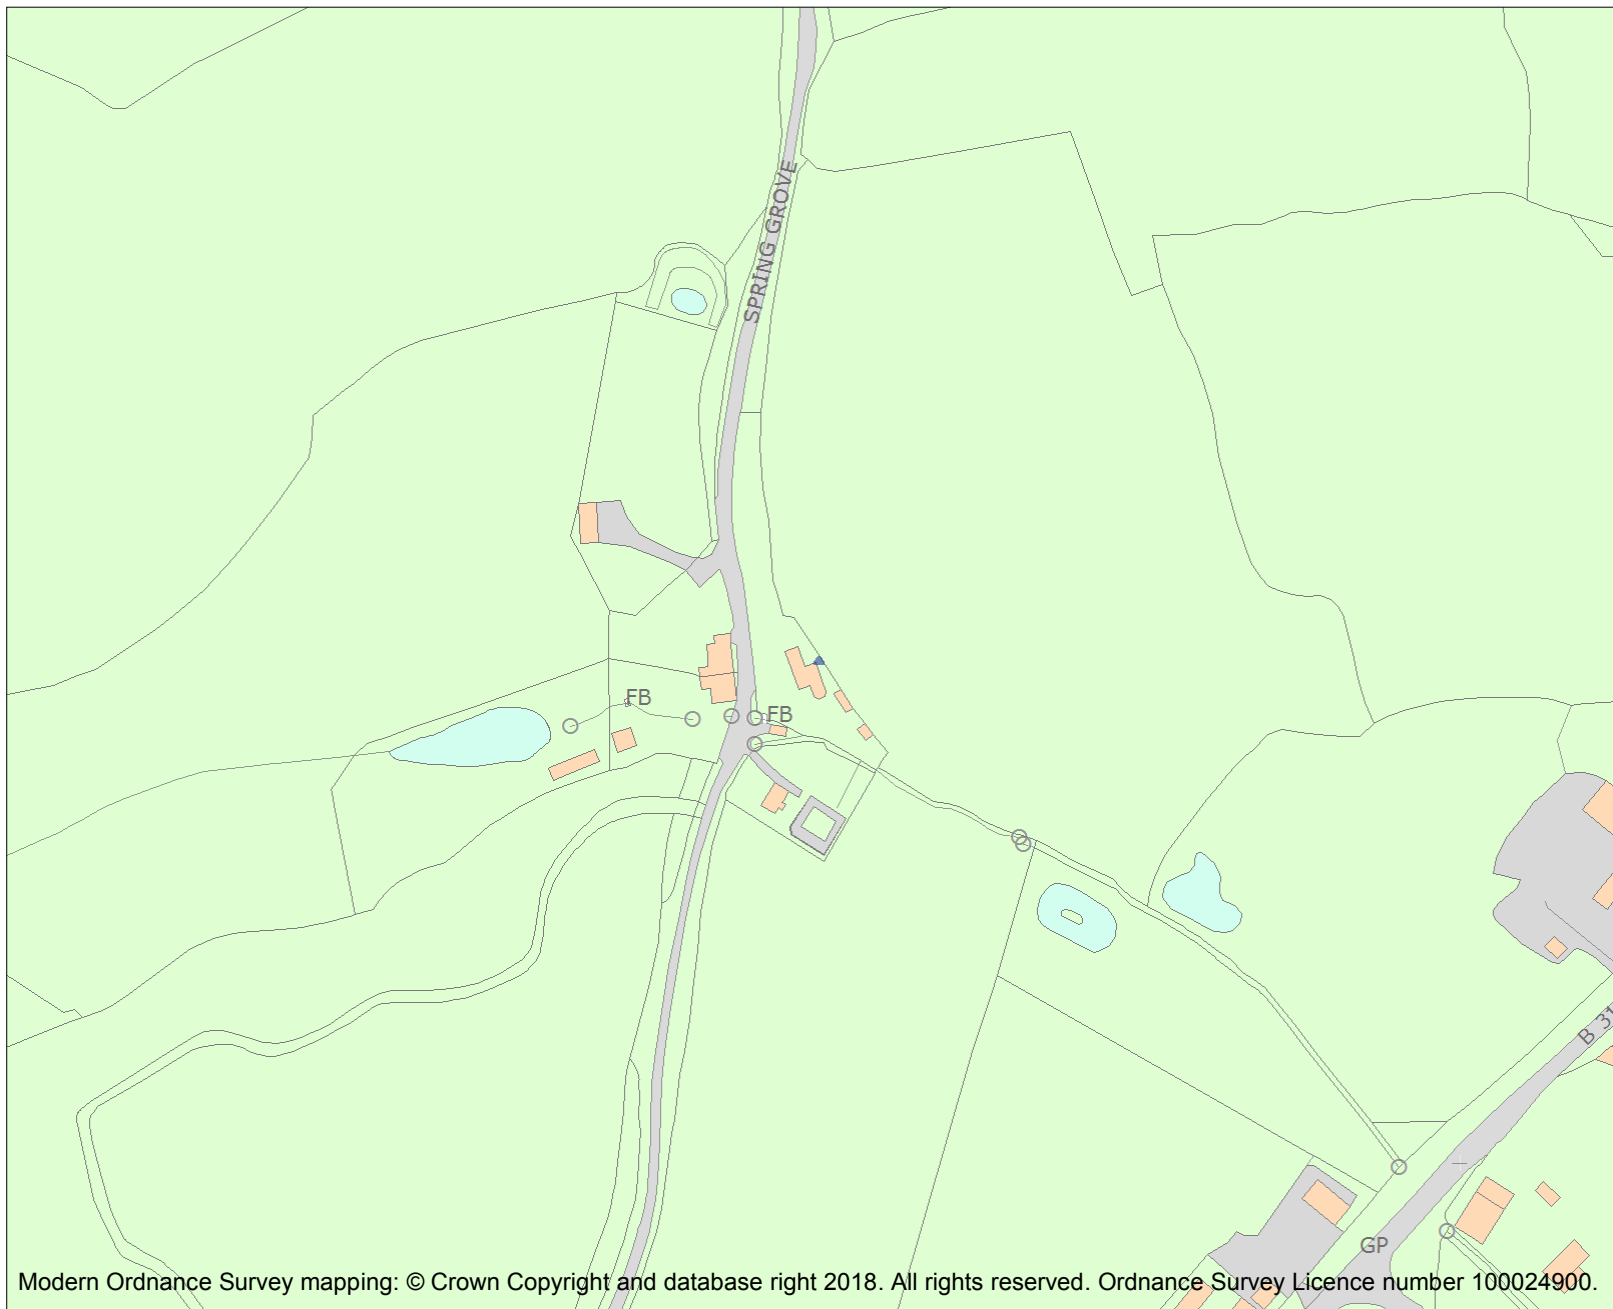 SPRING GROVE
FB
FB
B 31
GP
Modern Ordnance Survey mapping: © Crown Copyright and database right 2018. All rights reserved. Ordnance Survey Licence number 100024900.